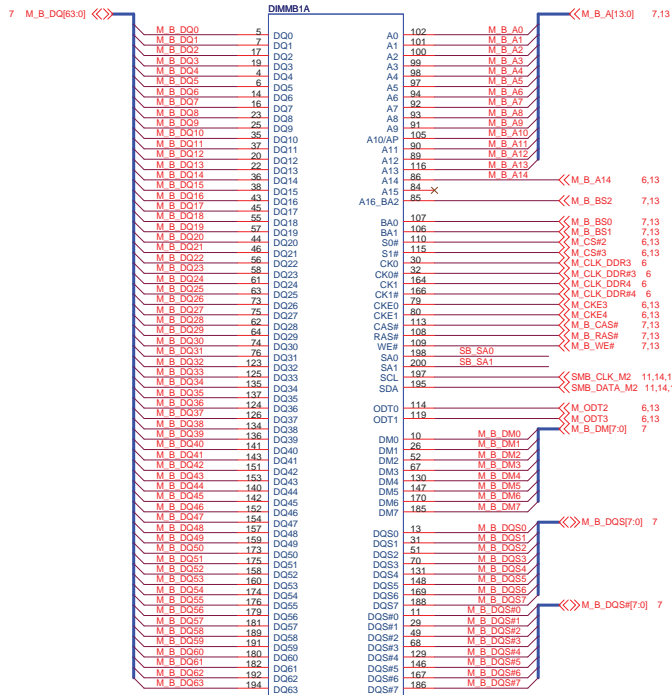 DIMMB1A
7 M_B_DQ[63:0]
M_B_DQ0 5 DQ0
M_B_DQ1 7 DQ1
M_B_DQ2 17 DQ2
M_B_DQ3 19 DQ3
M_B_DQ4 4 DQ4
M_B_DQ5 6 DQ5
M_B_DQ6 14 DQ6
M_B_DQ7 16 DQ7
M_B_DQ8 23 DQ8
M_B_DQ9 25 DQ9
M_B_DQ10 35 DQ10
M_B_DQ11 37 DQ11
M_B_DQ12 20 DQ12
M_B_DQ13 22 DQ13
M_B_DQ14 36 DQ14
M_B_DQ15 38 DQ15
M_B_DQ16 43 DQ16
M_B_DQ17 45 DQ17
M_B_DQ18 55 DQ18
M_B_DQ19 57 DQ19
M_B_DQ20 44 DQ20
M_B_DQ21 46 DQ21
M_B_DQ22 56 DQ22
M_B_DQ23 58 DQ23
M_B_DQ24 61 DQ24
M_B_DQ25 63 DQ25
M_B_DQ26 73 DQ26
M_B_DQ27 75 DQ27
M_B_DQ28 62 DQ28
M_B_DQ29 64 DQ29
M_B_DQ30 74 DQ30
M_B_DQ31 76 DQ31
M_B_DQ32 123 DQ32
M_B_DQ33 125 DQ33
M_B_DQ34 135 DQ34
M_B_DQ35 137 DQ35
M_B_DQ36 124 DQ36
M_B_DQ37 126 DQ37
M_B_DQ38 134 DQ38
M_B_DQ39 136 DQ39
M_B_DQ40 141 DQ40
M_B_DQ41 143 DQ41
M_B_DQ42 151 DQ42
M_B_DQ43 153 DQ43
M_B_DQ44 140 DQ44
M_B_DQ45 142 DQ45
M_B_DQ46 152 DQ46
M_B_DQ47 154 DQ47
M_B_DQ48 157 DQ48
M_B_DQ49 159 DQ49
M_B_DQ50 173 DQ50
M_B_DQ51 175 DQ51
M_B_DQ52 158 DQ52
M_B_DQ53 160 DQ53
M_B_DQ54 174 DQ54
M_B_DQ55 176 DQ55
M_B_DQ56 179 DQ56
M_B_DQ57 181 DQ57
M_B_DQ58 189 DQ58
M_B_DQ59 191 DQ59
M_B_DQ60 180 DQ60
M_B_DQ61 182 DQ61
M_B_DQ62 192 DQ62
M_B_DQ63 194 DQ63
M_B_A[13:0] 7,13
A0 102 M_B_A0
A1 101 M_B_A1
A2 100 M_B_A2
A3 99 M_B_A3
A4 98 M_B_A4
A5 97 M_B_A5
A6 94 M_B_A6
A7 92 M_B_A7
A8 93 M_B_A8
A9 91 M_B_A9
A10/AP 105 M_B_A10
A11 90 M_B_A11
A12 89 M_B_A12
A13 116 M_B_A13
A14 86 M_B_A14 M_B_A14 6,13
A15 84
A16_BA2 85 M_B_BS2 7,13
BA0 107 M_B_BS0 7,13
BA1 106 M_B_BS1 7,13
S0# 110 M_CS#2 6,13
S1# 115 M_CS#3 6,13
CK0 30 M_CLK_DDR3 6
CK0# 32 M_CLK_DDR#3 6
CK1 164 M_CLK_DDR4 6
CK1# 166 M_CLK_DDR#4 6
CKE0 79 M_CKE3 6,13
CKE1 80 M_CKE4 6,13
CAS# 113 M_B_CAS# 7,13
RAS# 108 M_B_RAS# 7,13
WE# 109 M_B_WE# 7,13
SA0 198 SB_SA0
SA1 200 SB_SA1
SCL 197 SMB_CLK_M2 11,14,1
SDA 195 SMB_DATA_M2 11,14,1
ODT0 114 M_ODT2 6,13
ODT1 119 M_ODT3 6,13
M_B_DM[7:0] 7
DM0 10 M_B_DM0
DM1 26 M_B_DM1
DM2 52 M_B_DM2
DM3 67 M_B_DM3
DM4 130 M_B_DM4
DM5 147 M_B_DM5
DM6 170 M_B_DM6
DM7 185 M_B_DM7
M_B_DQS[7:0] 7
DQS0 13 M_B_DQS0
DQS1 31 M_B_DQS1
DQS2 51 M_B_DQS2
DQS3 70 M_B_DQS3
DQS4 131 M_B_DQS4
DQS5 148 M_B_DQS5
DQS6 169 M_B_DQS6
DQS7 188 M_B_DQS7
M_B_DQS#[7:0] 7
DQS#0 11 M_B_DQS#0
DQS#1 29 M_B_DQS#1
DQS#2 49 M_B_DQS#2
DQS#3 68 M_B_DQS#3
DQS#4 129 M_B_DQS#4
DQS#5 146 M_B_DQS#5
DQS#6 167 M_B_DQS#6
DQS#7 186 M_B_DQS#7